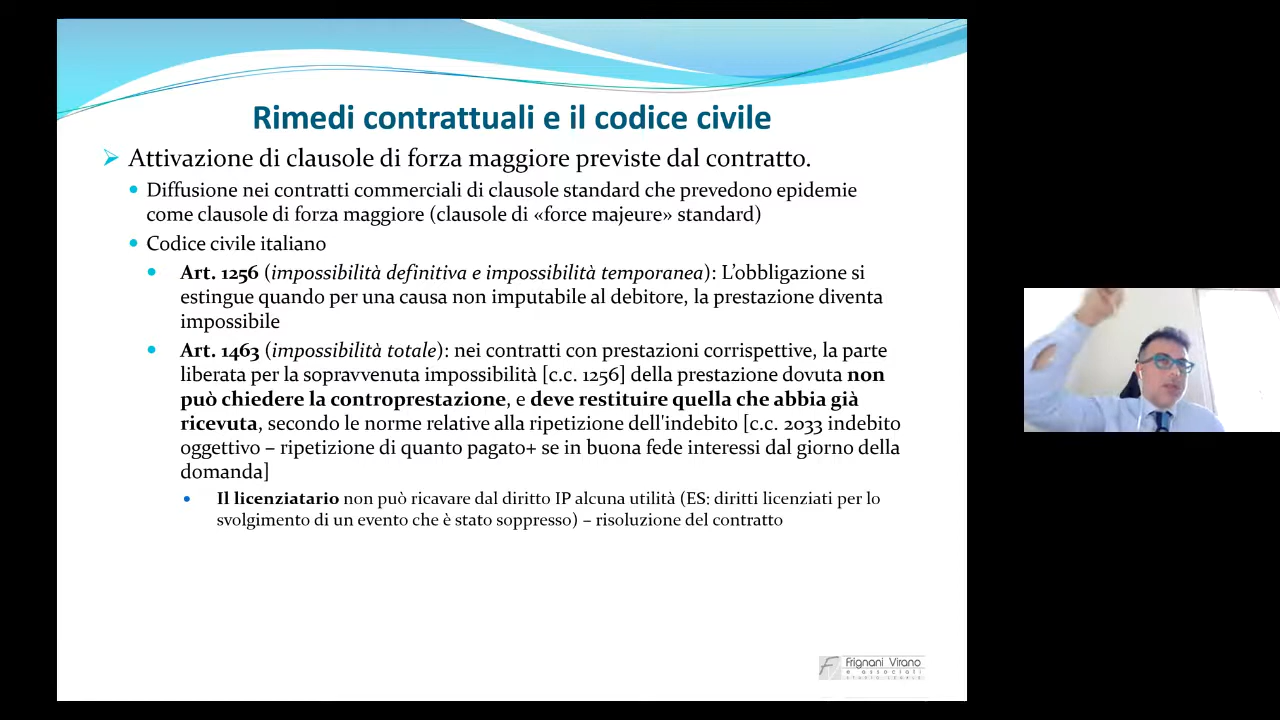 Rimedi contrattuali e il codice civile
Attivazione di clausole di forza maggiore previste dal contratto.
Diffusione nei contratti commerciali di clausole standard che prevedono epidemie
come clausole di forza maggiore (clausole di «force majeure» standard)
Codice civile italiano
Art. 1256 (impossibilità definitiva e impossibilità temporanea): L’obbligazione si
estingue quando per una causa non imputabile al debitore, la prestazione diventa
impossibile
Art. 1463 (impossibilità totale): nei contratti con prestazioni corrispettive, la parte
liberata per la sopravvenuta impossibilità [c.c. 1256] della prestazione dovuta non
può chiedere la controprestazione, e deve restituire quella che abbia già
ricevuta, secondo le norme relative alla ripetizione dell'indebito [c.c. 2033 indebito
oggettivo – ripetizione di quanto pagato+ se in buona fede interessi dal giorno della
domanda]
Il licenziatario non può ricavare dal diritto IP alcuna utilità (ES: diritti licenziati per lo
svolgimento di un evento che è stato soppresso) – risoluzione del contratto
Frignani Virano
e associati
studio legale